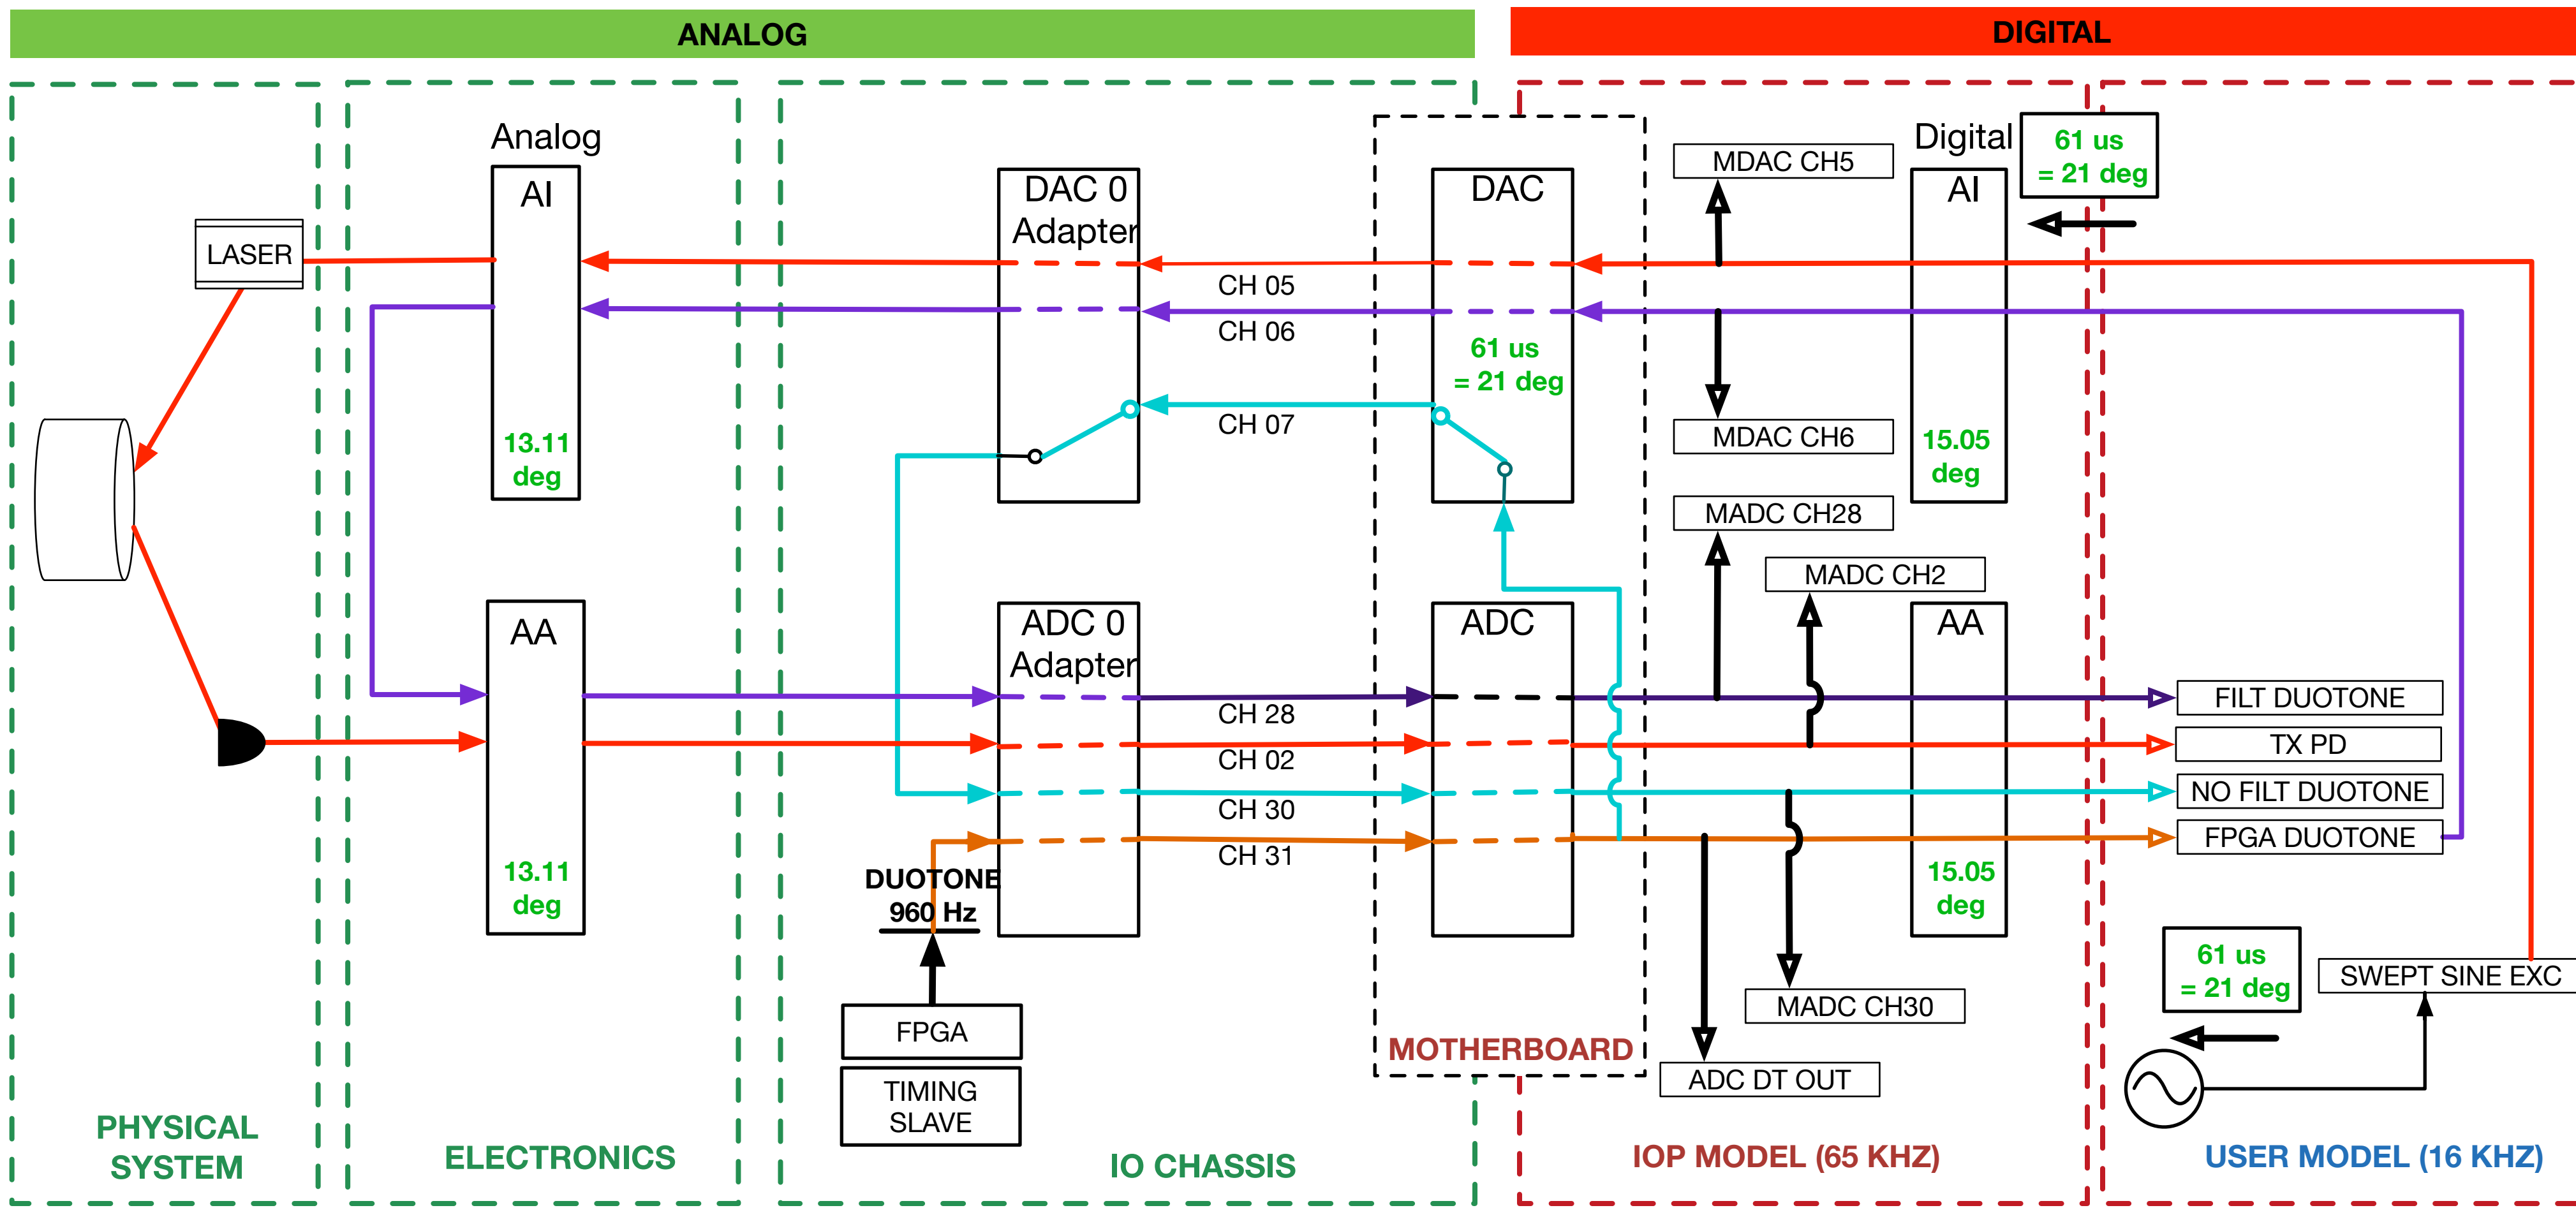 ANALOG
DIGITAL
Analog
AI
13.11
deg
LASER
AA
13.11
deg
PHYSICAL
SYSTEM
ELECTRONICS
DAC 0
Adapter
CH 05
CH 06
CH 07
ADC 0
Adapter
CH 28
CH 02
CH 30
CH 31
DUOTONE
960 Hz
FPGA
TIMING
SLAVE
IO CHASSIS
DAC
61 us
= 21 deg
ADC
MOTHERBOARD
MDAC CH5
MDAC CH6
MADC CH28
MADC CH2
MADC CH30
ADC DT OUT
Digital
AI
15.05
deg
61 us
= 21 deg
AA
15.05
deg
IOP MODEL (65 KHZ)
FILT DUOTONE
TX PD
NO FILT DUOTONE
FPGA DUOTONE
61 us
= 21 deg
SWEPT SINE EXC
USER MODEL (16 KHZ)